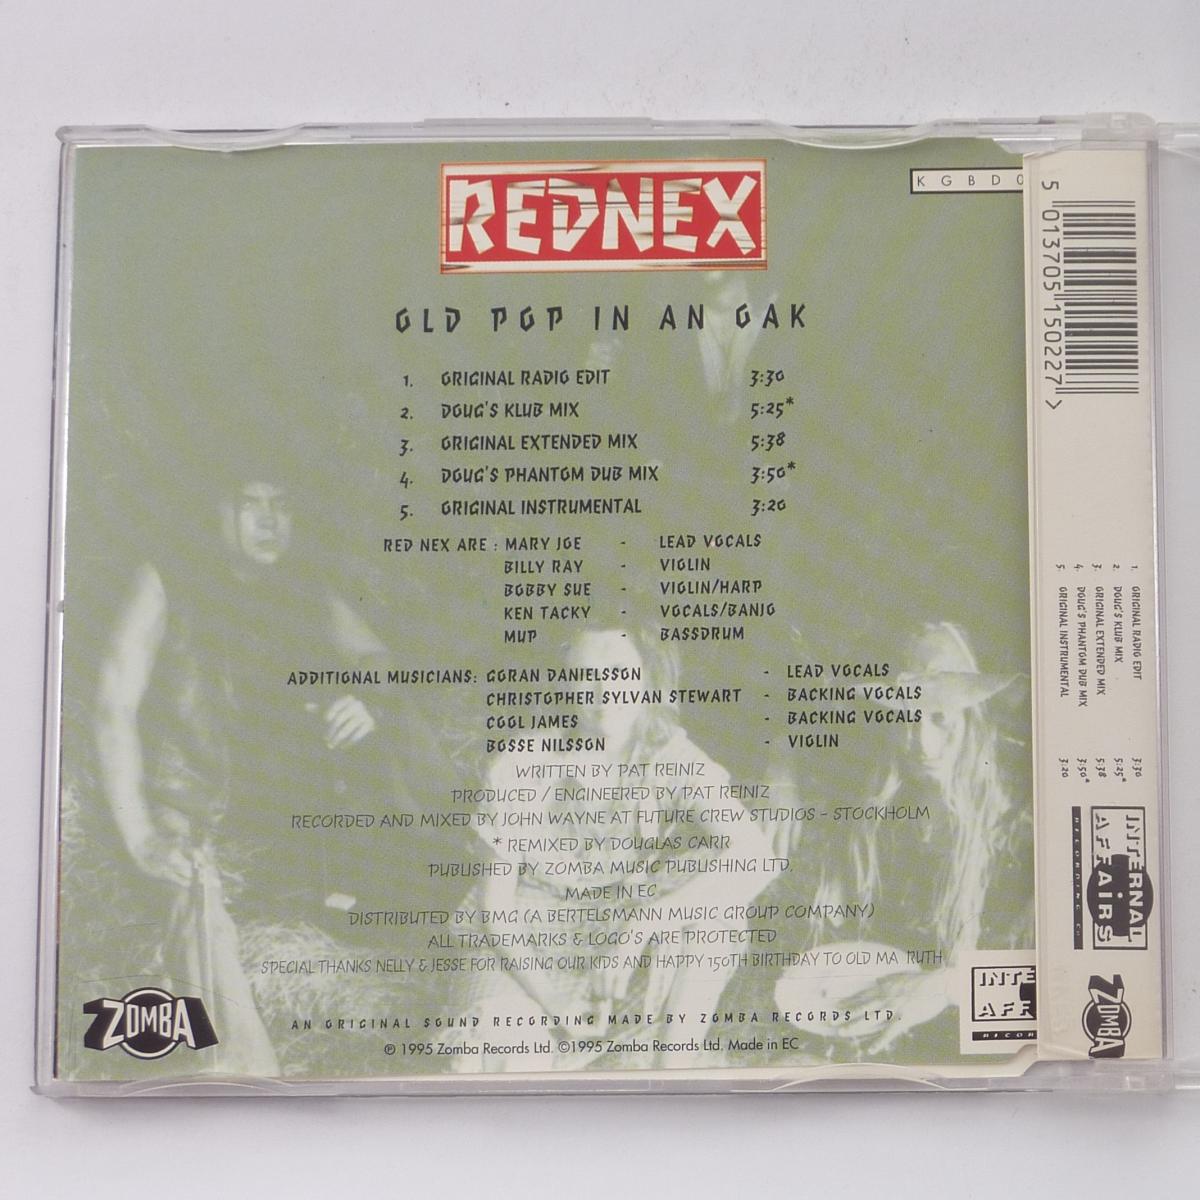 REDNEX
KGBD
OLD POP IN AN OAK
1. ORIGINAL RADIO EDIT 3:30
2. DOUG'S KLUB MIX 5:25*
3. ORIGINAL EXTENDED MIX 5:38
4. DOUG'S PHANTOM DUB MIX 3:50*
5. ORIGINAL INSTRUMENTAL 3:20
RED NEX ARE : MARY JOE - LEAD VOCALS
BILLY RAY - VIOLIN
BOBBY SUE - VIOLIN/HARP
KEN TACKY - VOCALS/BANJO
MUP - BASSDRUM
ADDITIONAL MUSICIANS: GORAN DANIELSSON - LEAD VOCALS
CHRISTOPHER SYLVAN STEWART - BACKING VOCALS
COOL JAMES - BACKING VOCALS
BOSSE NILSSON - VIOLIN
WRITTEN BY PAT REINIZ
PRODUCED / ENGINEERED BY PAT REINIZ
RECORDED AND MIXED BY JOHN WAYNE AT FUTURE CREW STUDIOS - STOCKHOLM
* REMIXED BY DOUGLAS CARR
PUBLISHED BY ZOMBA MUSIC PUBLISHING LTD.
MADE IN EC
DISTRIBUTED BY BMG (A BERTELSMANN MUSIC GROUP COMPANY)
ALL TRADEMARKS & LOGO'S ARE PROTECTED
SPECIAL THANKS NELLY & JESSE FOR RAISING OUR KIDS AND HAPPY 150TH BIRTHDAY TO OLD MA RUTH
AN ORIGINAL SOUND RECORDING MADE BY ZOMBA RECORDS LTD.
℗ 1995 Zomba Records Ltd. ©1995 Zomba Records Ltd. Made in EC
ZOMBA
INTE
AFF
RECOR
5 013705 150227 >
1. ORIGINAL RADIO EDIT 3:30
2. DOUG'S KLUB MIX 5:25*
3. ORIGINAL EXTENDED MIX 5:38
4. DOUG'S PHANTOM DUB MIX 3:50*
5. ORIGINAL INSTRUMENTAL 3:20
INTERNAL
AFFAiRS
RECORDING Co
ZOMBA